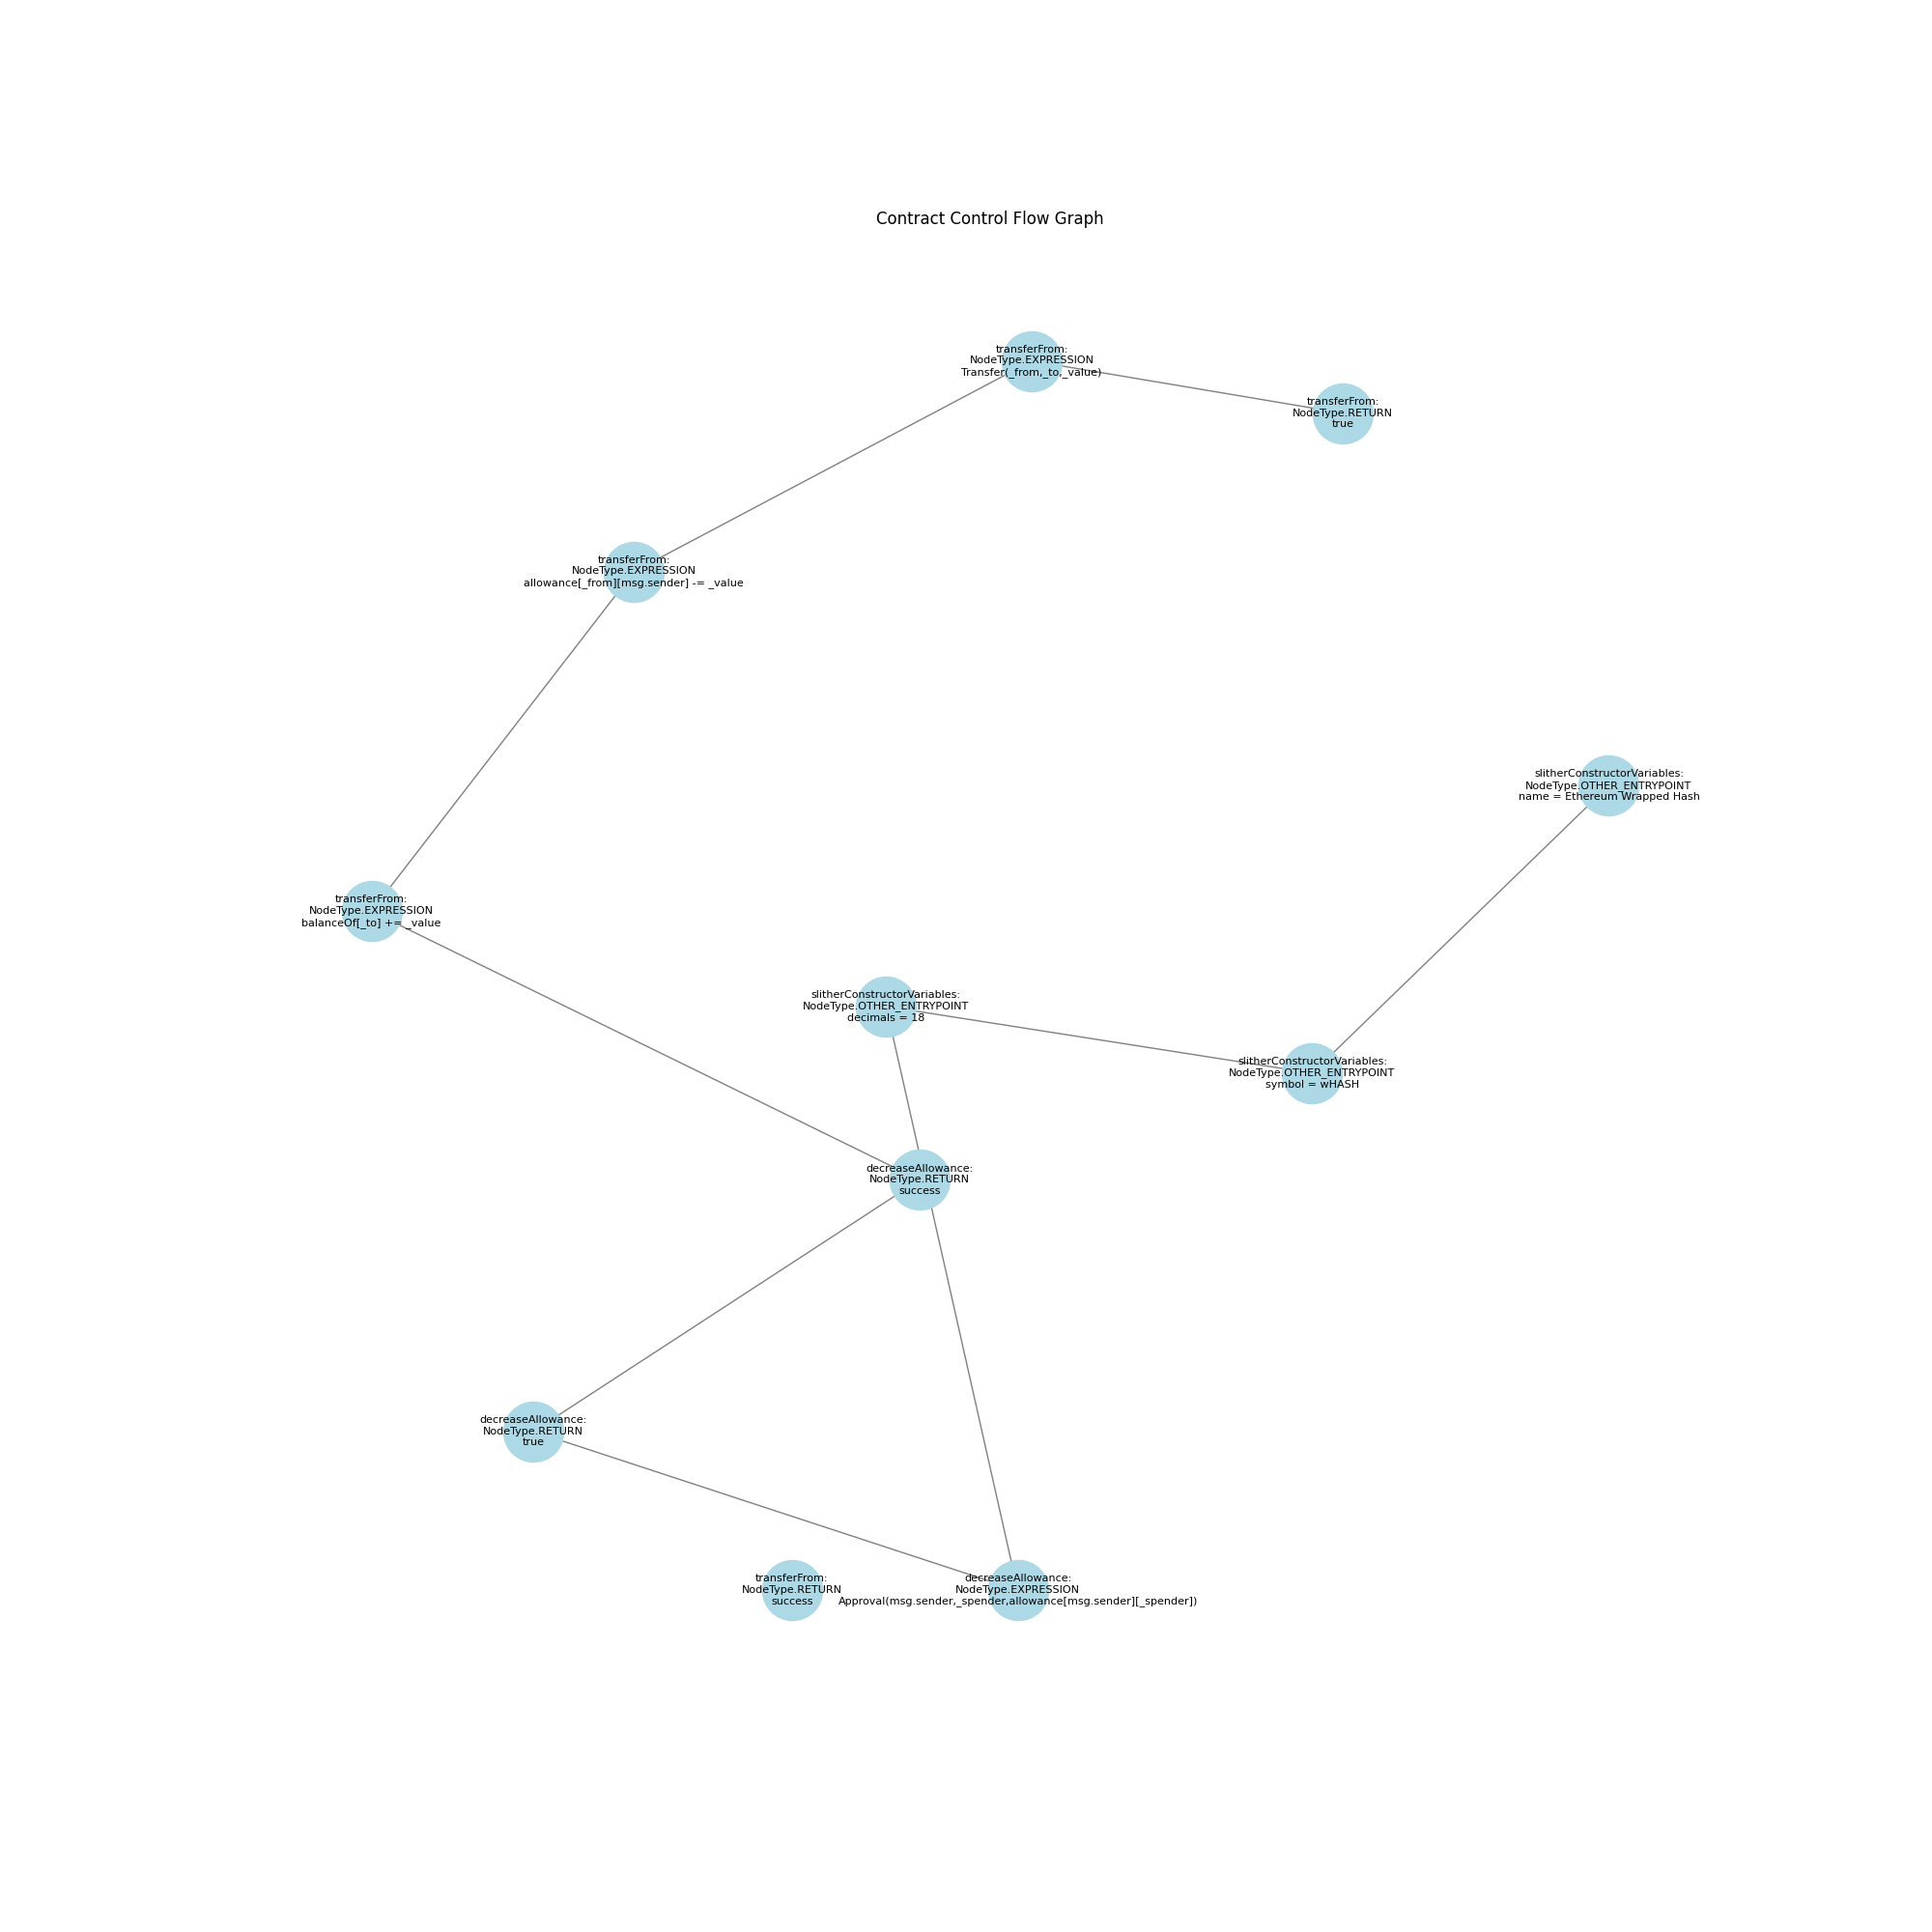 Contract Control Flow Graph
transferFrom:
NodeType.EXPRESSION
Transfer(_from,_to,_value)
transferFrom:
NodeType.RETURN
true
transferFrom:
NodeType.EXPRESSION
allowance[_from][msg.sender] -= _value
slitherConstructorVariables:
NodeType.OTHER_ENTRYPOINT
name = Ethereum Wrapped Hash
transferFrom:
NodeType.EXPRESSION
balanceOf[_to] += _value
slitherConstructorVariables:
NodeType.OTHER_ENTRYPOINT
decimals = 18
slitherConstructorVariables:
NodeType.OTHER_ENTRYPOINT
symbol = wHASH
decreaseAllowance:
NodeType.RETURN
success
decreaseAllowance:
NodeType.RETURN
true
transferFrom:
NodeType.RETURN
success
decreaseAllowance:
NodeType.EXPRESSION
Approval(msg.sender,_spender,allowance[msg.sender][_spender])